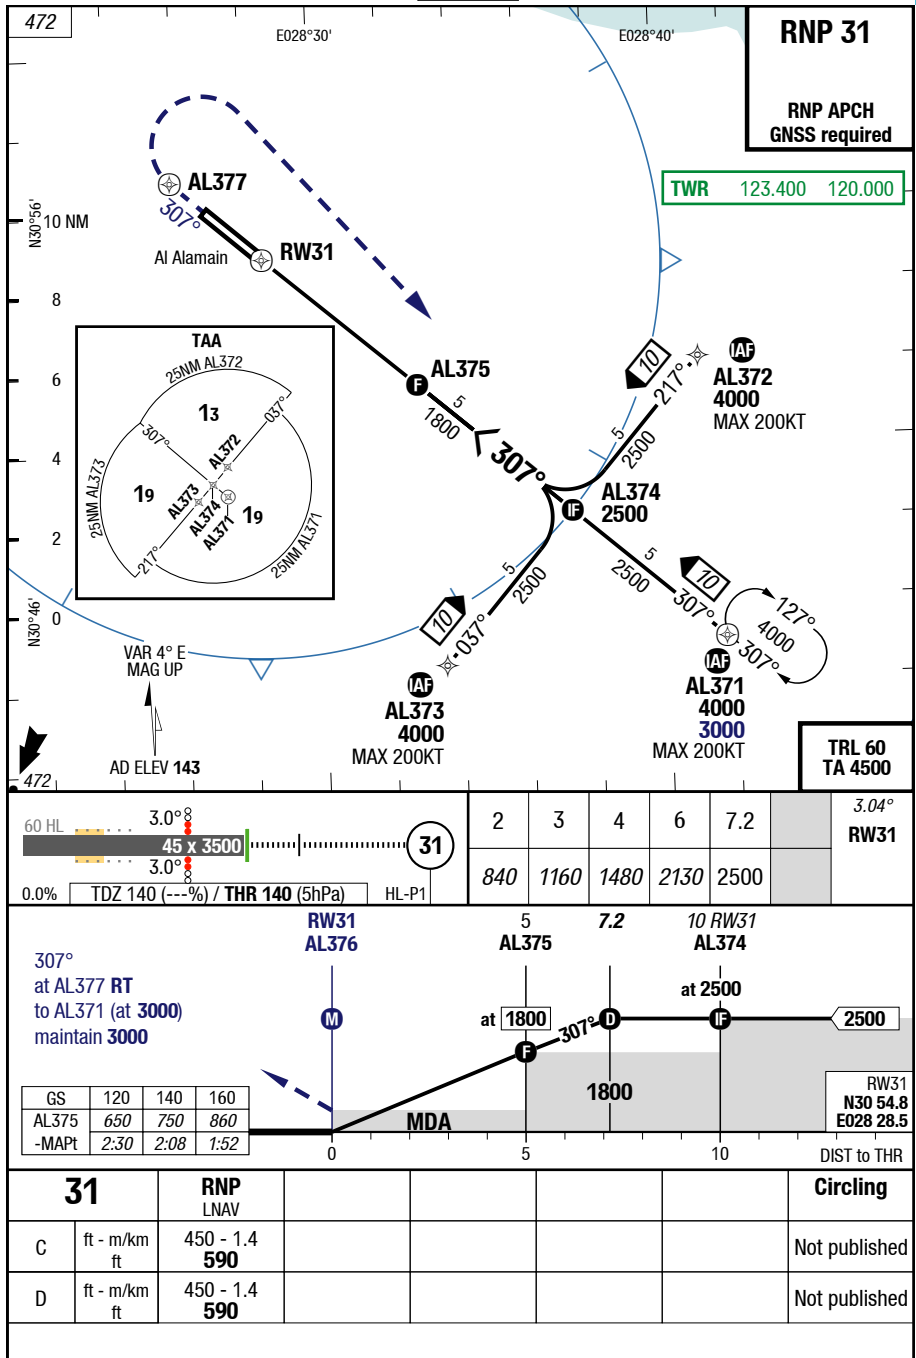 472
E028°30'
E028°40'
RNP 31
RNP APCH
GNSS required
TWR 123.400 120.000
AL377
307°
N30°56'
10 NM
Al Alamain
RW31
8
6
4
2
0
N30°46'
TAA
25NM AL372
13
307°
037°
AL372
19
AL373
AL374
AL371
19
217°
25NM AL373
25NM AL371
AL375
5
1800
307°
10
217°
IAF
AL372
4000
MAX 200KT
5
2500
AL374
2500
IF
F
5
2500
10
307°
127°
4000
307°
5
2500
10
037°
IAF
AL373
4000
MAX 200KT
IAF
AL371
4000
3000
MAX 200KT
VAR 4° E
MAG UP
AD ELEV 143
472
TRL 60
TA 4500
60 HL
3.0°
45 x 3500
3.0°
31
0.0%
TDZ 140 (---%) / THR 140 (5hPa)
HL-P1
2 3 4 6 7.2
3.04°
RW31
840 1160 1480 2130 2500
RW31
AL376
5
AL375
7.2
10 RW31
AL374
307°
at AL377 RT
to AL371 (at 3000)
maintain 3000
M
at 1800
307°
D
at 2500
IF
2500
F
1800
MDA
RW31
N30 54.8
E028 28.5
GS 120 140 160
AL375 650 750 860
-MAPt 2:30 2:08 1:52
0 5 10 DIST to THR
31
RNP
LNAV
Circling
C
ft - m/km
ft
450 - 1.4
590
Not published
D
ft - m/km
ft
450 - 1.4
590
Not published